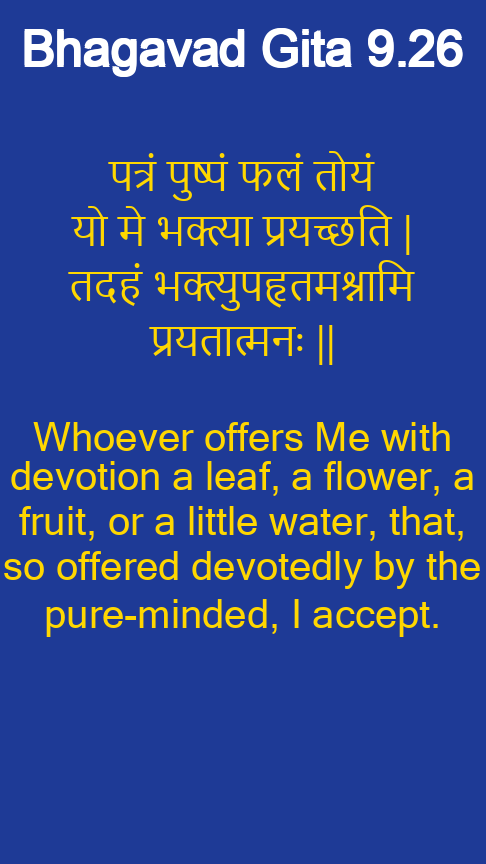 Bhagavad Gita 9.26
पत्रं पुष्पं फलं तोयं
यो मे भक्त्या प्रयच्छति |
तदहं भक्त्युपहृतमश्नामि
प्रयतात्मनः ||
Whoever offers Me with
devotion a leaf, a flower, a
fruit, or a little water, that,
so offered devotedly by the
pure-minded, I accept.